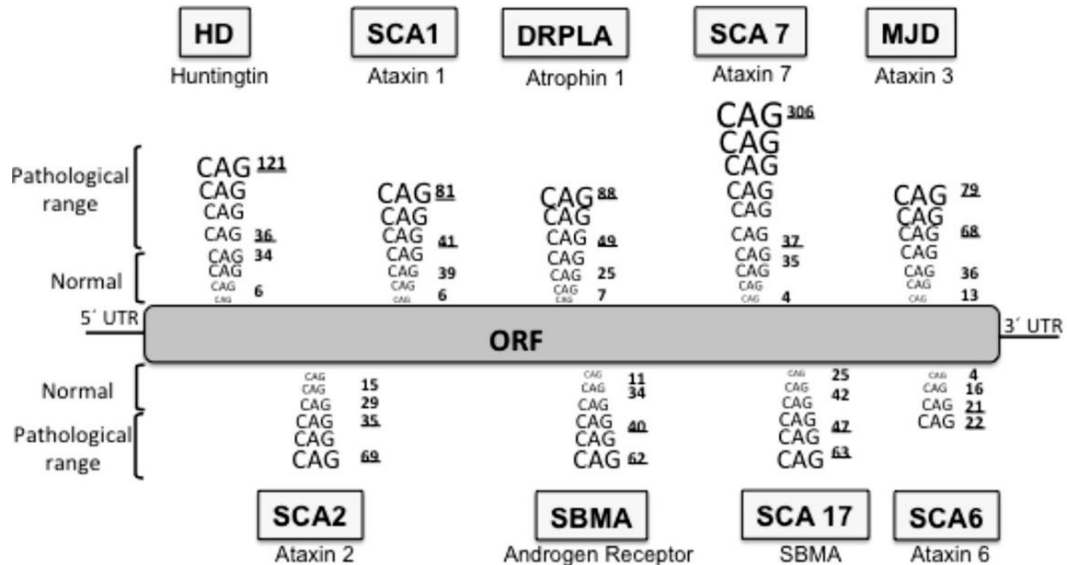 HD SCA1 DRPLA SCA 7 MJD
Huntingtin Ataxin 1 Atrophin 1 Ataxin 7 Ataxin 3
Pathological
range
Normal
CAG 121
CAG
CAG
CAG 36
CAG 34
CAG
CAG 6
CAG
CAG 81
CAG
CAG 41
CAG
CAG 39
CAG 6
CAG
CAG 88
CAG
CAG 49
CAG
CAG 25
CAG 7
CAG
CAG 306
CAG
CAG
CAG
CAG
CAG 37
CAG 35
CAG
CAG
CAG 4
CAG 79
CAG
CAG 68
CAG
CAG 36
CAG
CAG 13
5´ UTR ORF 3´ UTR
Normal
Pathological
range
CAG
CAG 15
CAG 29
CAG 35
CAG
CAG 69
CAG 11
CAG 34
CAG
CAG 40
CAG
CAG 62
CAG 25
CAG 42
CAG
CAG 47
CAG
CAG 63
CAG 4
CAG 16
CAG 21
CAG 22
SCA2 SBMA SCA 17 SCA6
Ataxin 2 Androgen Receptor SBMA Ataxin 6